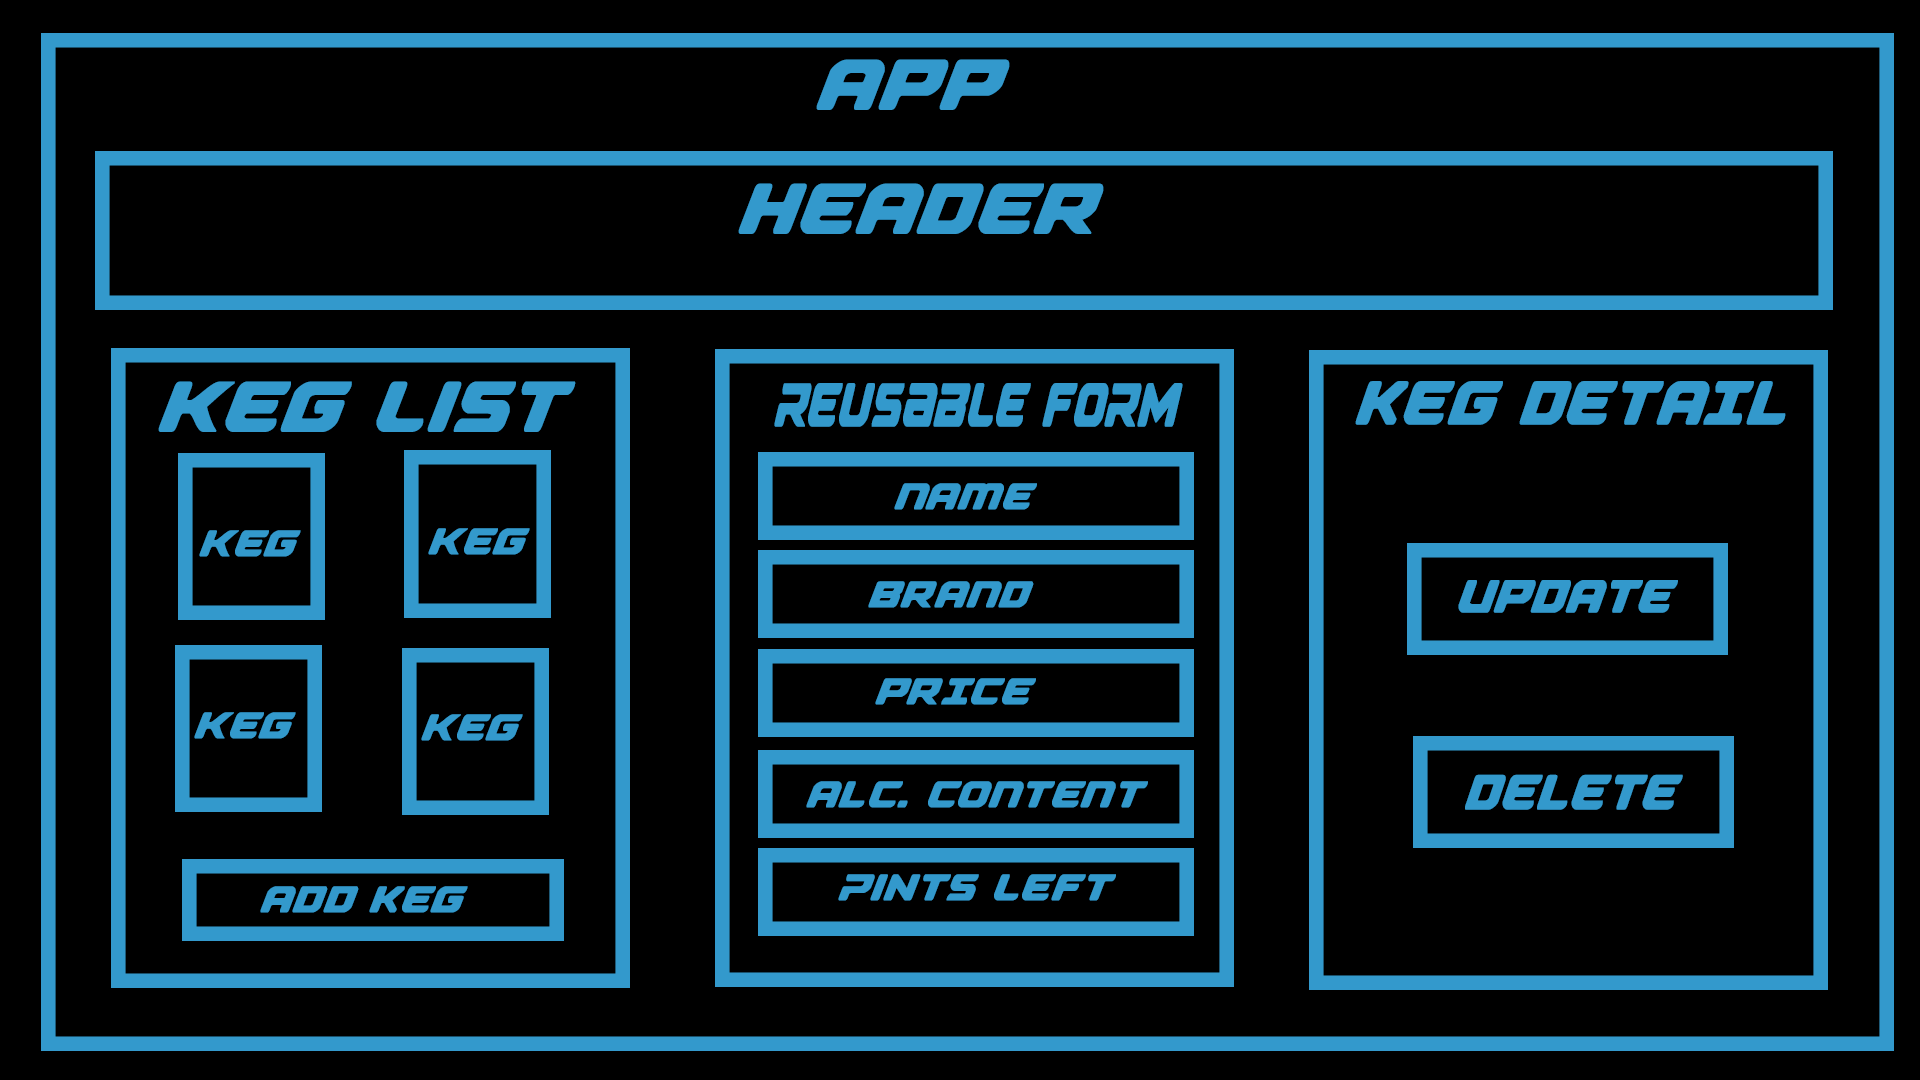 APP
HEADER
KEG LIST
KEG
KEG
KEG
KEG
ADD KEG
REUSABLE FORM
NAME
BRAND
PRICE
ALC. CONTENT
PINTS LEFT
KEG DETAIL
UPDATE
DELETE